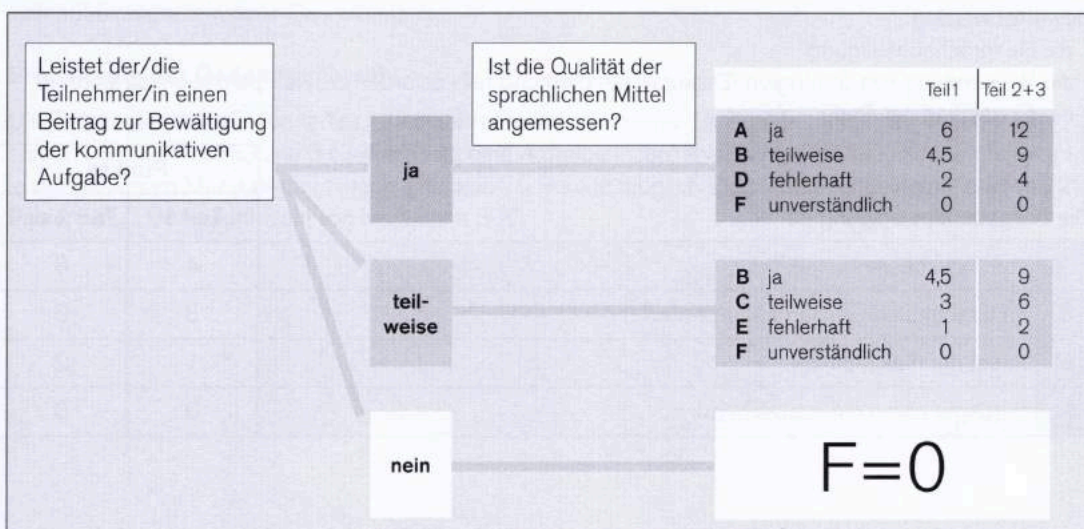 Leistet der/die
Teilnehmer/in einen
Beitrag zur Bewältigung
der kommunikativen
Aufgabe?
Ist die Qualität der
sprachlichen Mittel
angemessen?
Teil1 Teil 2+3
ja
A ja 6 12
B teilweise 4,5 9
D fehlerhaft 2 4
F unverständlich 0 0
teil-
weise
B ja 4,5 9
C teilweise 3 6
E fehlerhaft 1 2
F unverständlich 0 0
nein
F=0